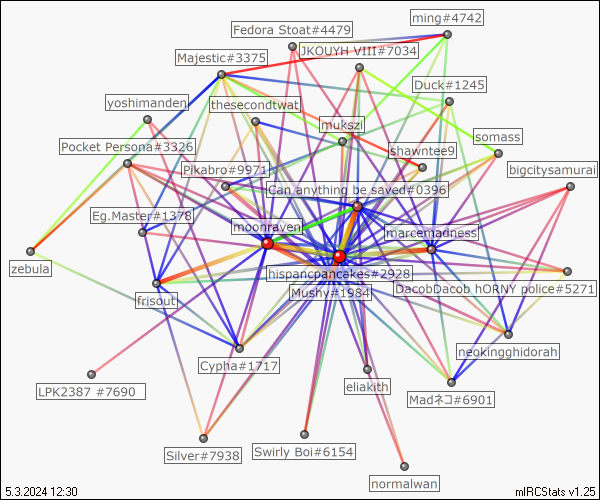 ming#4742
Fedora Stoat#4479
JKOUYH VIII#7034
Majestic#3375
Duck#1245
yoshimanden
thesecondtwat
mukszi
somass
Pocket Persona#3326
shawntee9
Pikabro#9971
bigcitysamurai
Can anything be saved#0396
Eg.Master#1378
moonraven
marcemadness
zebula
hispancpancakes#2928
DacobDacob hORNY police#5271
Mushy#1984
frisout
neokingghidorah
Cypha#1717
eliakith
LPK2387 #7690
Madネコ#6901
Silver#7938
Swirly Boi#6154
normalwan
5.3.2024 12:30
mIRCStats v1.25